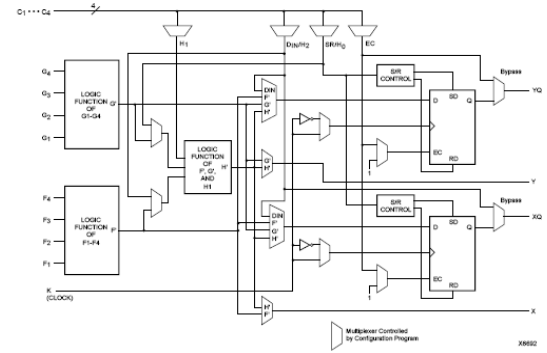 C1 • • • C4
4
H1
DIN/H2
SR/H0
EC
G4
G3
G2
G1
LOGIC
FUNCTION
OF
G1-G4
G'
DIN
F'
G'
H'
S/R
CONTROL
Bypass
D
SD
Q
YQ
LOGIC
FUNCTION
OF
F', G',
AND
H1
H'
G'
H'
1
EC
RD
Y
F4
F3
F2
F1
LOGIC
FUNCTION
OF
F1-F4
F'
DIN
F'
G'
H'
S/R
CONTROL
Bypass
D
SD
Q
XQ
K
(CLOCK)
1
EC
RD
H'
F'
X
Multiplexer Controlled
by Configuration Program
X6692